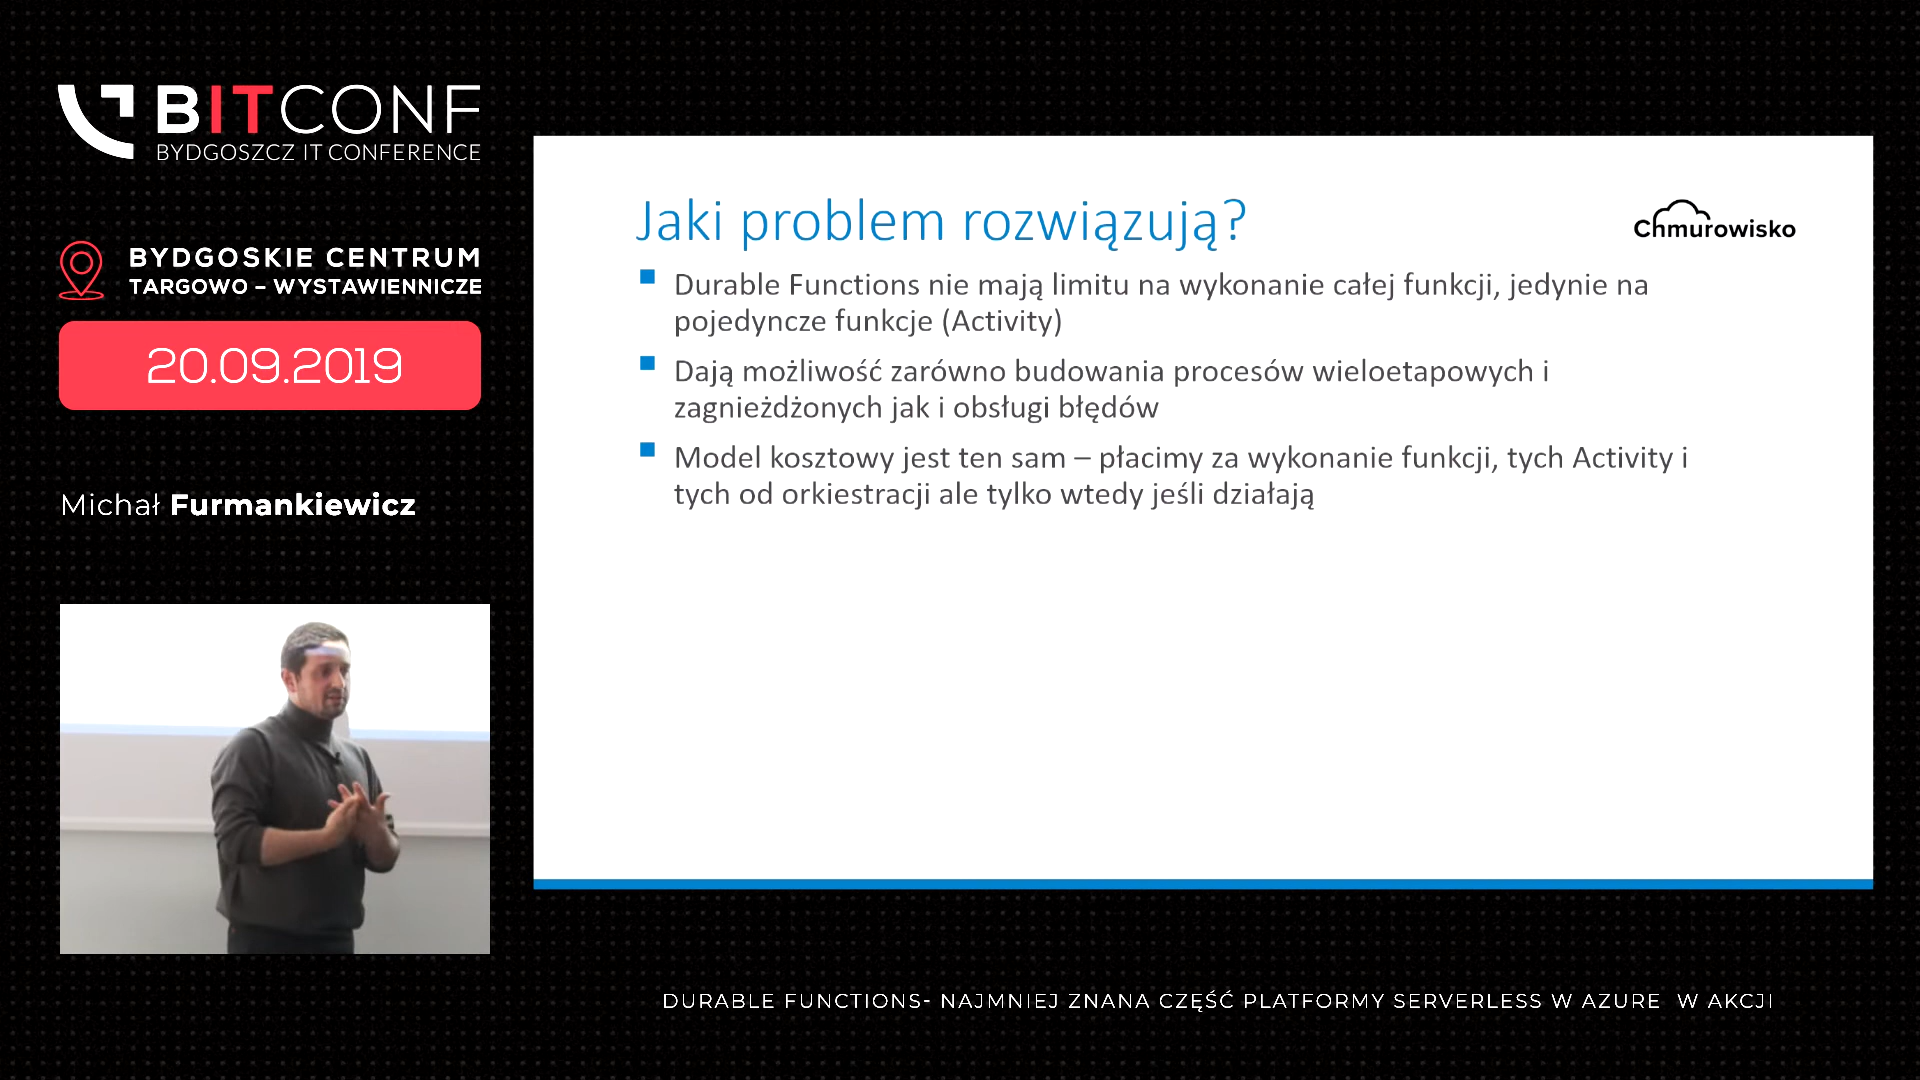 BITCONF
BYDGOSZCZ IT CONFERENCE
BYDGOSKIE CENTRUM
TARGOWO – WYSTAWIENNICZE
20.09.2019
Michał Furmankiewicz
Jaki problem rozwiązują?
Chmurowisko
Durable Functions nie mają limitu na wykonanie całej funkcji, jedynie na
pojedyncze funkcje (Activity)
Dają możliwość zarówno budowania procesów wieloetapowych i
zagnieżdżonych jak i obsługi błędów
Model kosztowy jest ten sam – płacimy za wykonanie funkcji, tych Activity i
tych od orkiestracji ale tylko wtedy jeśli działają
DURABLE FUNCTIONS- NAJMNIEJ ZNANA CZĘŚĆ PLATFORMY SERVERLESS W AZURE W AKCJI